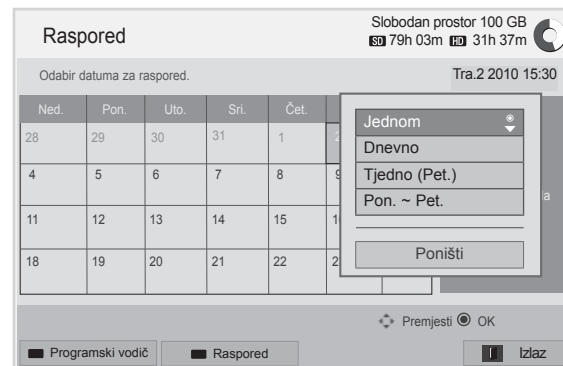 Raspored
Slobodan prostor 100 GB
SD 79h 03m HD 31h 37m
Odabir datuma za raspored.
Tra.2 2010 15:30
Ned. Pon. Uto. Sri. Čet.
28 29 30 31 1 2
4 5 6 7 8 9
11 12 13 14 15
18 19 20 21 22
Jednom
Dnevno
Tjedno (Pet.)
Pon. ~ Pet.
Poništi
Premjesti OK
Programski vodič Raspored Izlaz